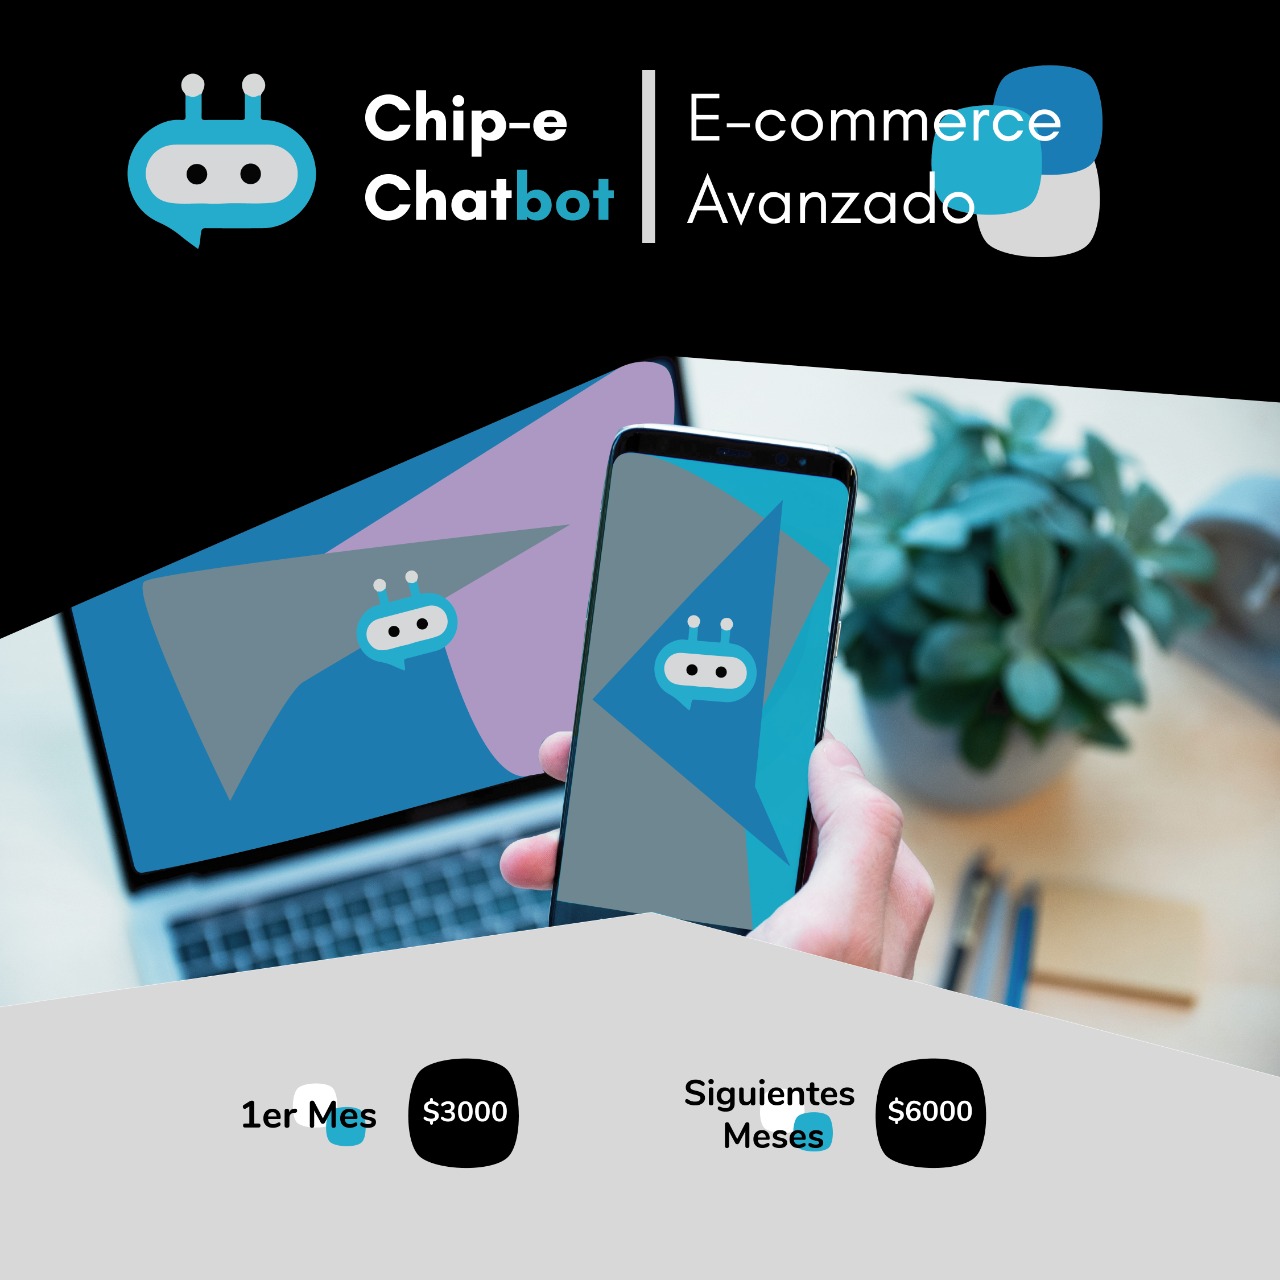 Chip-e
Chatbot
E-commerce
Avanzado
1er Mes
$3000
Siguientes
Meses
$6000